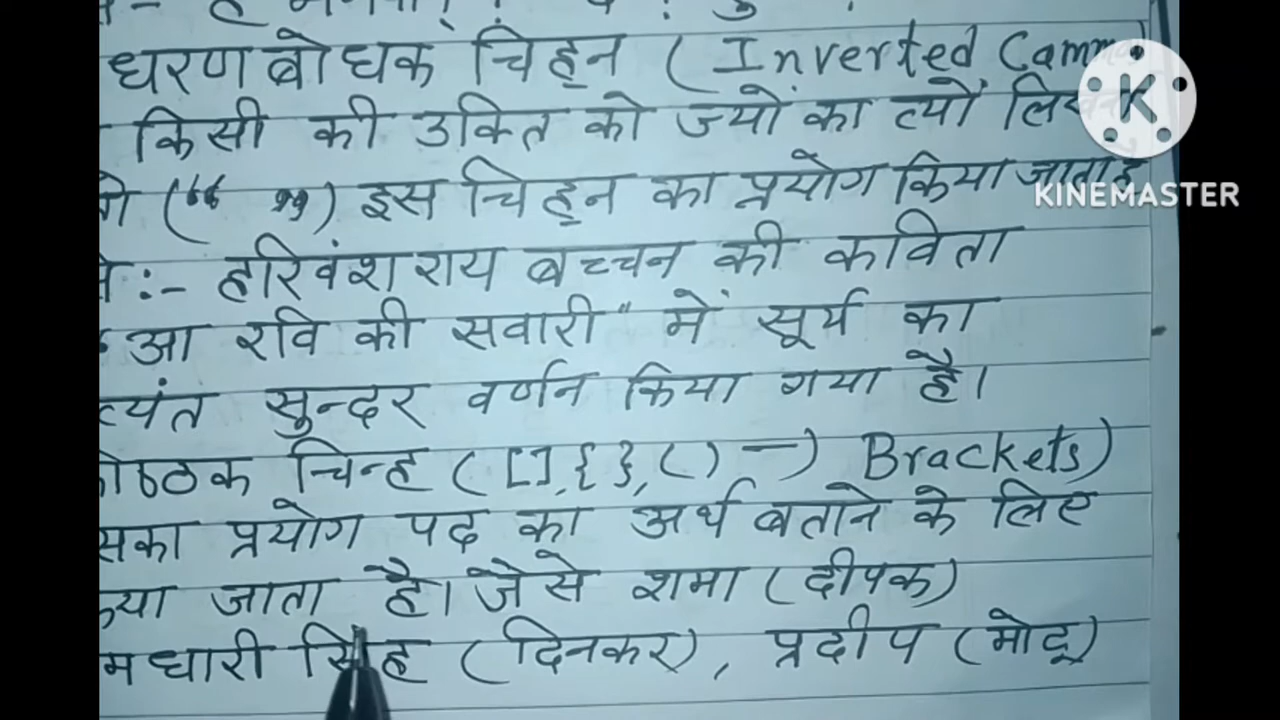 धरण बोधक चिह्न ( Inverted Comm
किसी की उक्ति को ज्यों का त्यों
(“ ”) इस चिह्न का प्रयोग किया जाता है
:- हरिवंश राय बच्चन की कविता
आ रवि की सवारी" में सूर्य का
त्यंत सुन्दर वर्णन किया गया है।
ोष्ठक चिन्ह ( [],{ },( ) —) Brackets)
सका प्रयोग पद का अर्थ बताने के लिए
या जाता है। जैसे शमा (दीपक)
मधारी सिंह (दिनकर), प्रदीप (मोटू)
K
KINEMASTER